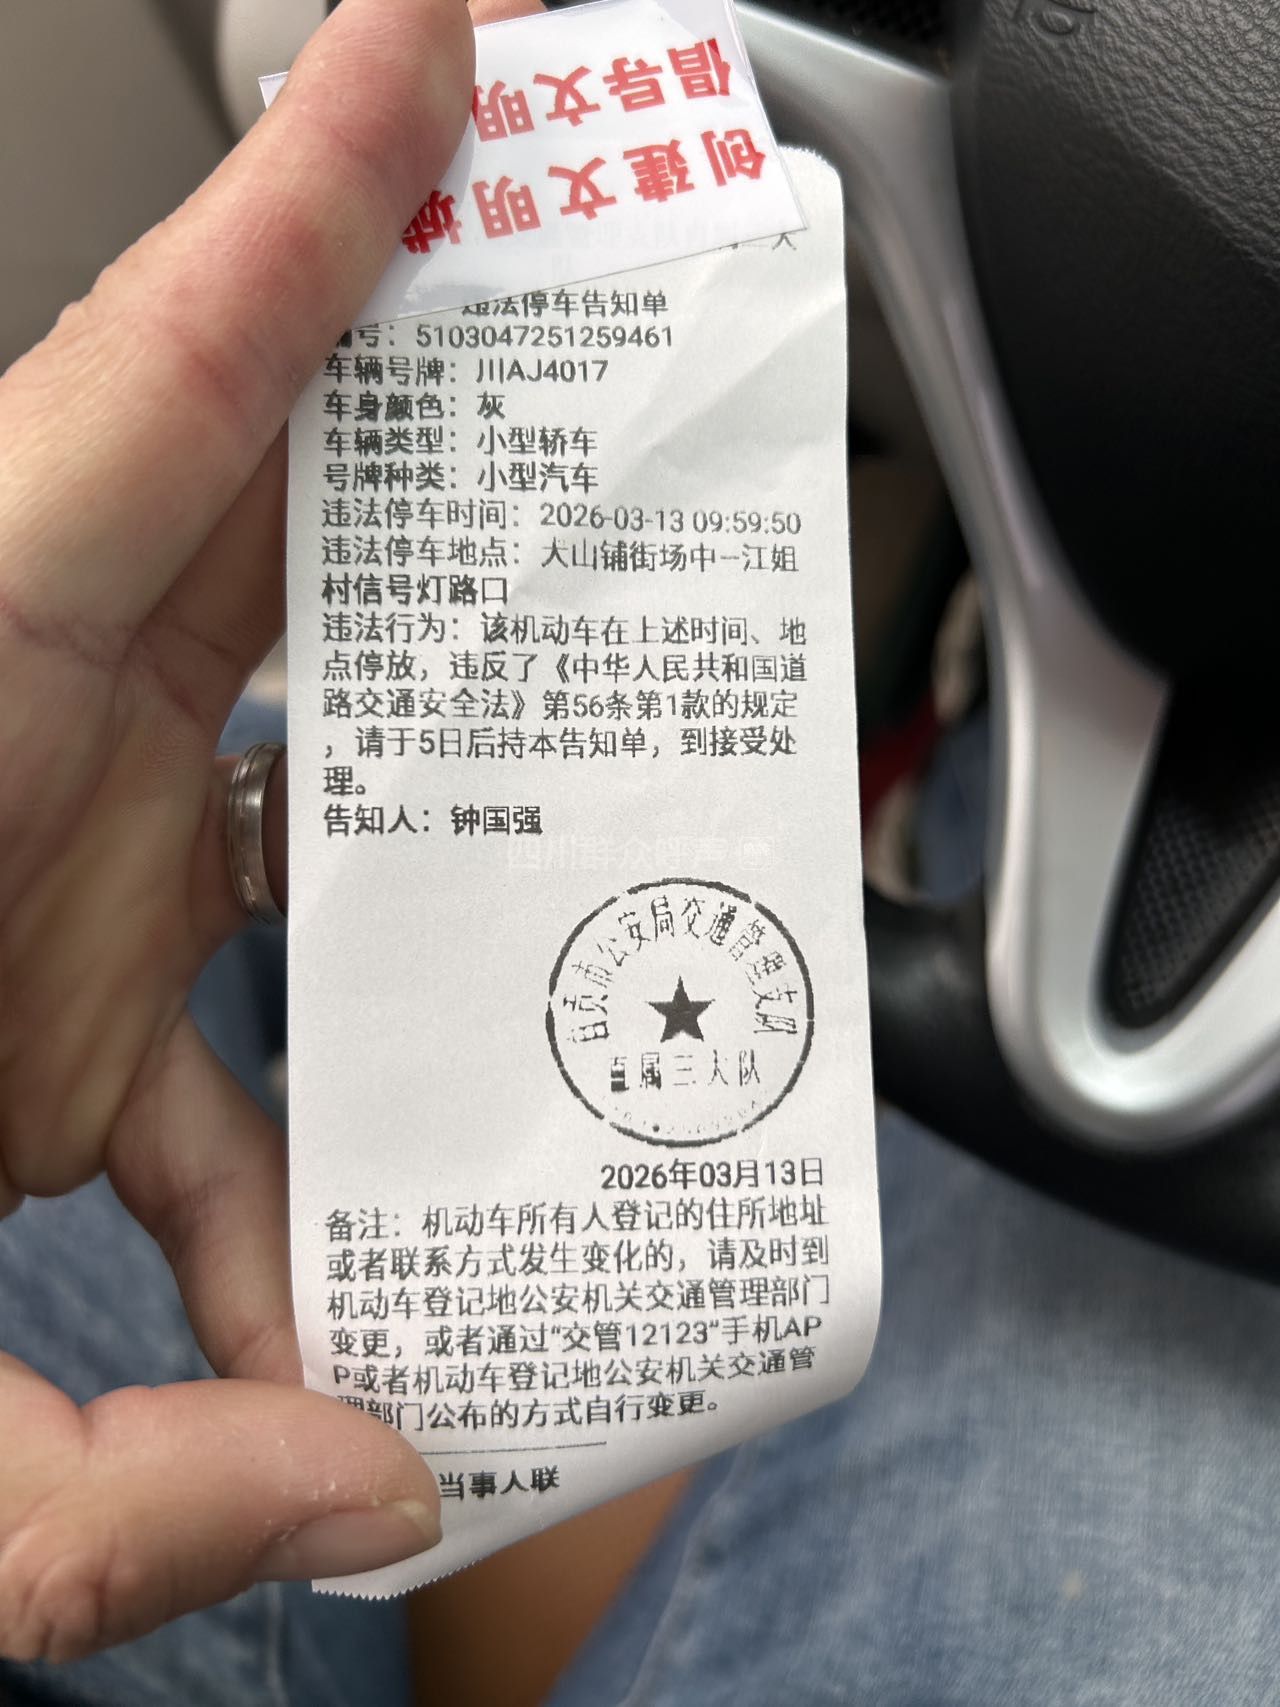 倡导文明
创建文明城
违法停车告知单
编号：5103047251259461
车辆号牌：川AJ4017
车身颜色：灰
车辆类型：小型轿车
号牌种类：小型汽车
违法停车时间：2026-03-13 09:59:50
违法停车地点：大山铺街场中—江姐
村信号灯路口
违法行为：该机动车在上述时间、地
点停放，违反了《中华人民共和国道
路交通安全法》第56条第1款的规定
，请于5日后持本告知单，到接受处
理。
告知人：钟国强
四川群众呼声
自贡市公安局交通管理支队
直属三大队
2026年03月13日
备注：机动车所有人登记的住所地址
或者联系方式发生变化的，请及时到
机动车登记地公安机关交通管理部门
变更，或者通过“交管12123”手机AP
P或者机动车登记地公安机关交通管
理部门公布的方式自行变更。
当事人联